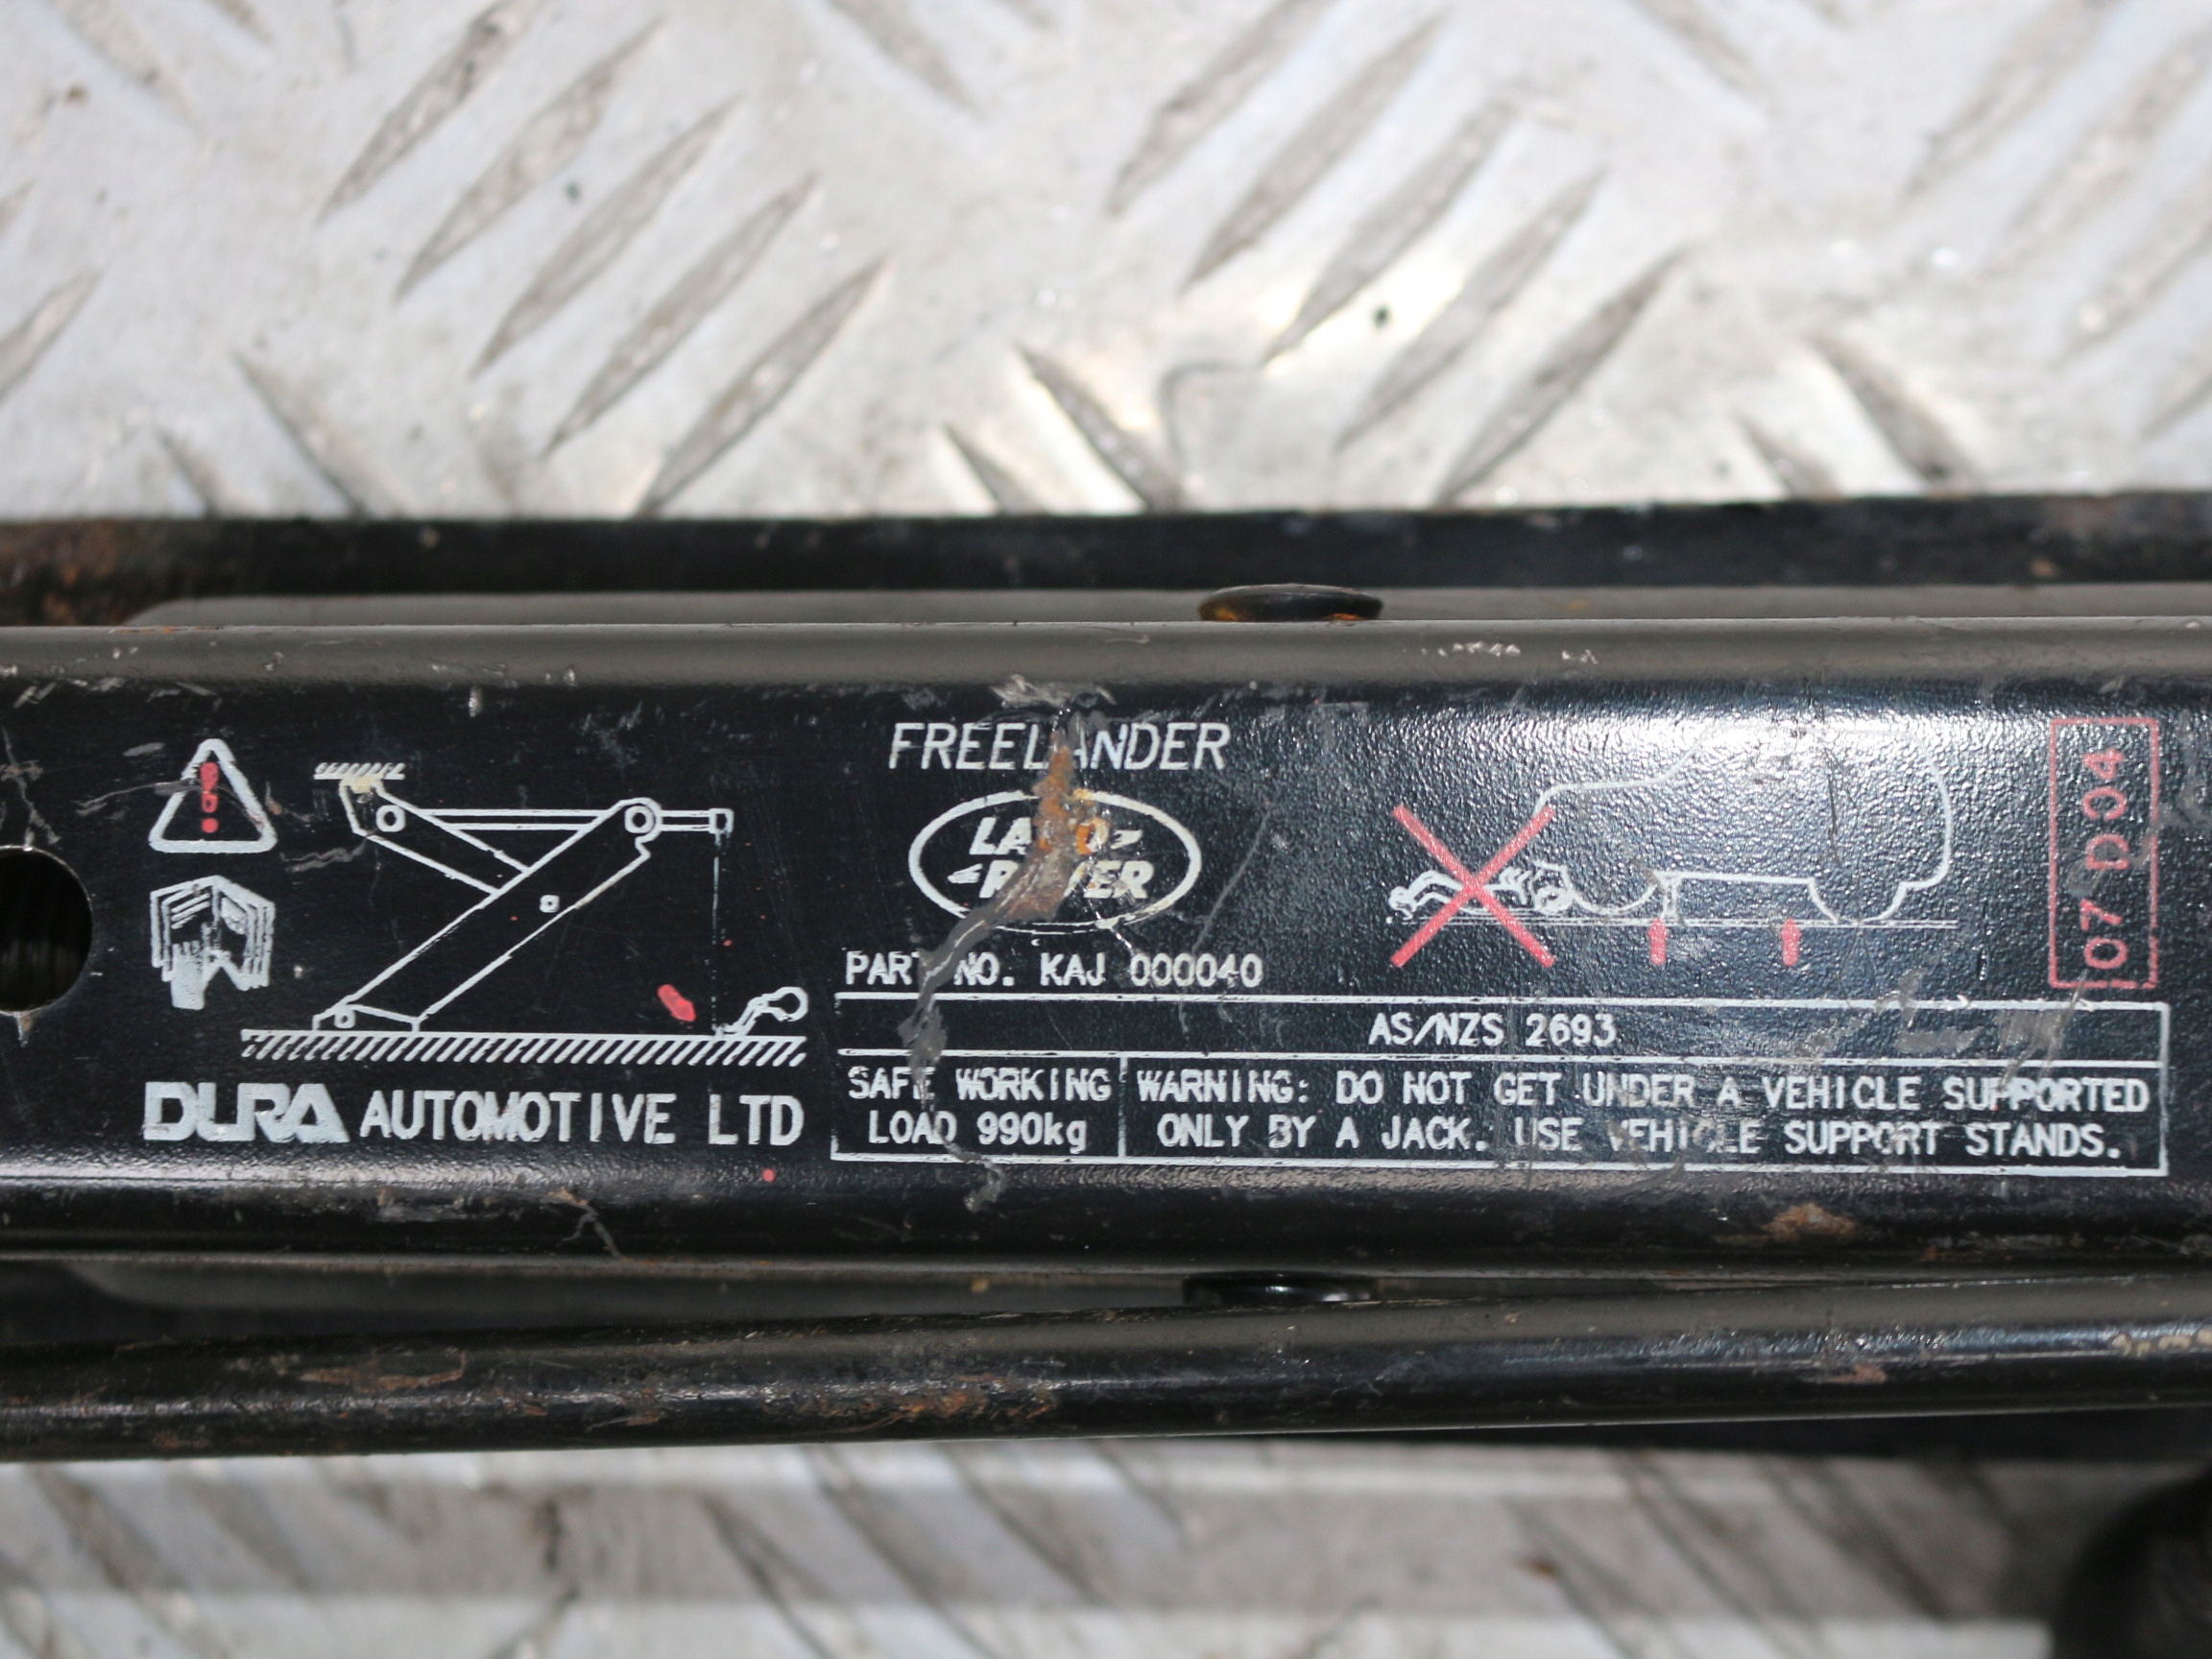 FREELANDER
LAND
ROVER
PART NO. KAJ 000040
AS/NZS 2693
SAFE WORKING
LOAD 990kg
WARNING: DO NOT GET UNDER A VEHICLE SUPPORTED
ONLY BY A JACK. USE VEHICLE SUPPORT STANDS.
DURA AUTOMOTIVE LTD
07 D 04